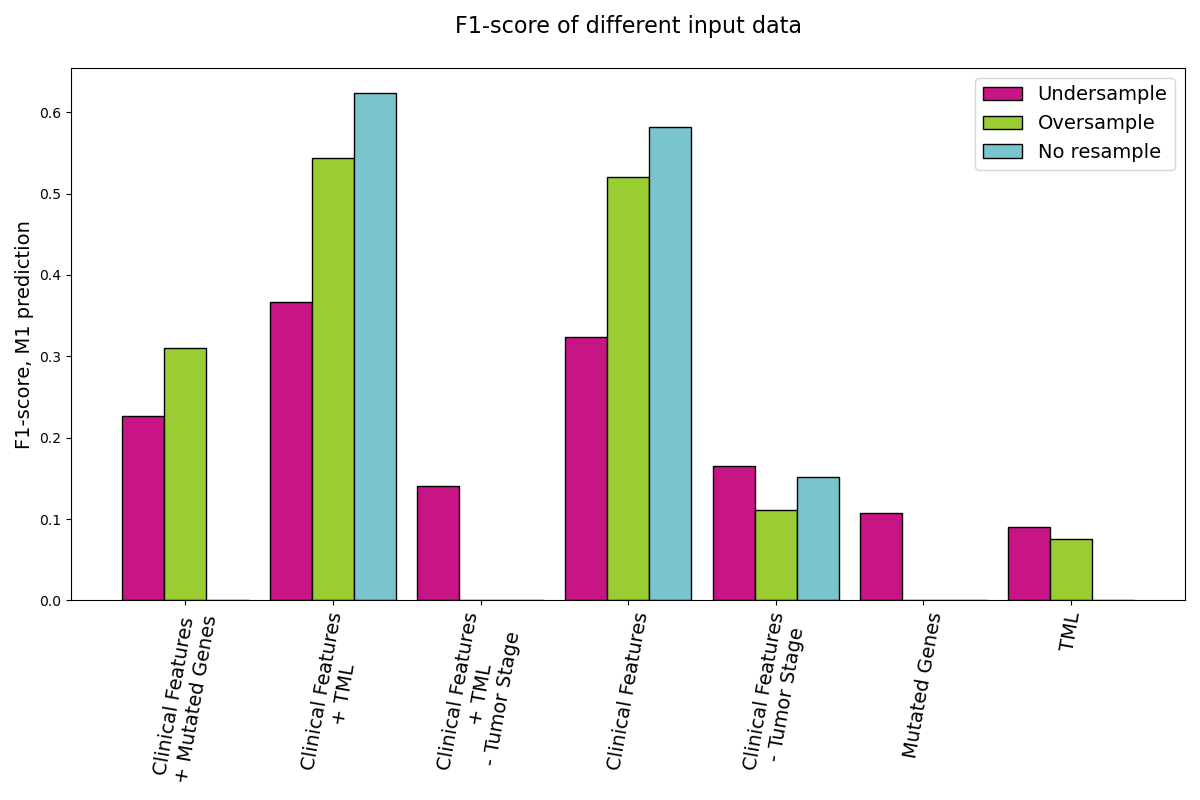 F1-score of different input data
Undersample
Oversample
No resample
F1-score, M1 prediction
0.6
0.5
0.4
0.3
0.2
0.1
0.0
Clinical Features
+ Mutated Genes
Clinical Features
+ TML
Clinical Features
+ TML
- Tumor Stage
Clinical Features
Clinical Features
- Tumor Stage
Mutated Genes
TML